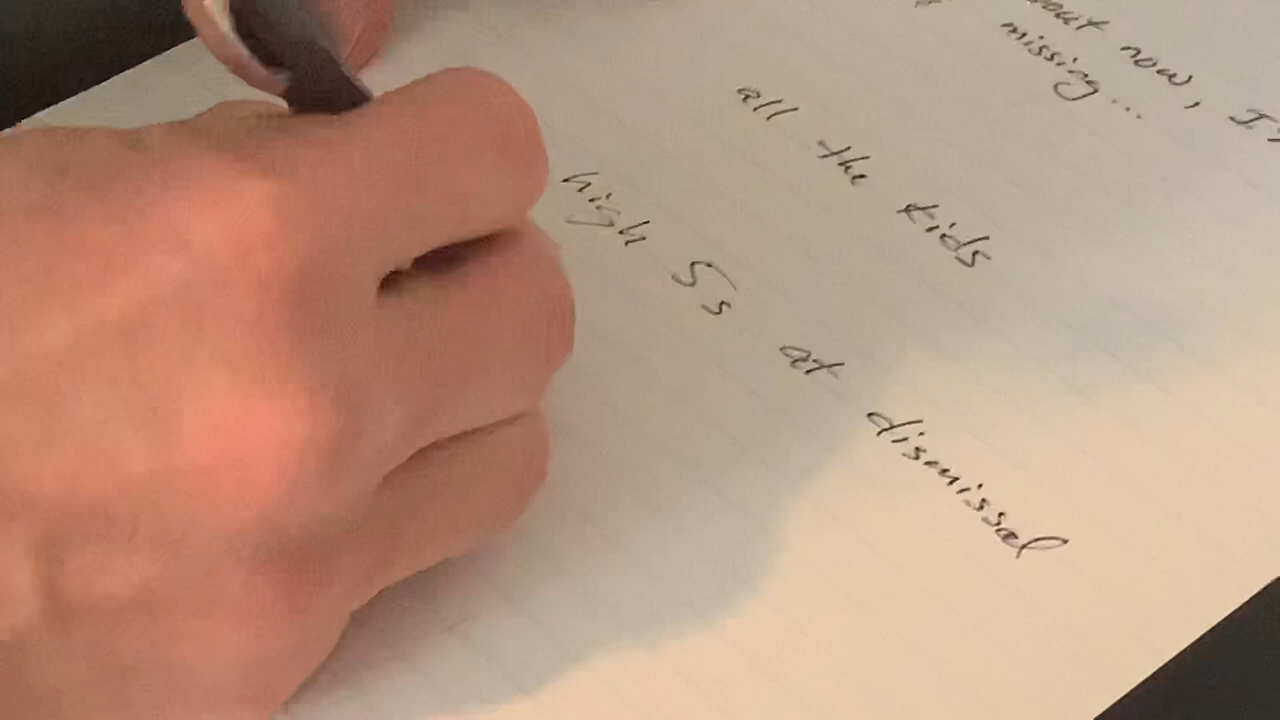 out now, I
missing...
all the kids
high 5s at dismissal